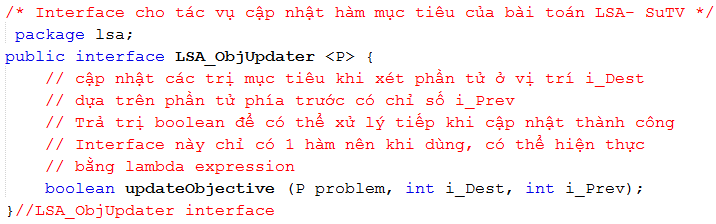 /* Interface cho tác vụ cập nhật hàm mục tiêu của bài toán LSA- SuTV */
package lsa;
public interface LSA_ObjUpdater <P> {
// cập nhật các trị mục tiêu khi xét phần tử ở vị trí i_Dest
// dựa trên phần tử phía trước có chỉ số i_Prev
// Trả trị boolean để có thể xử lý tiếp khi cập nhật thành công
// Interface này chỉ có 1 hàm nên khi dùng, có thể hiện thực
// bằng lambda expression
boolean updateObjective (P problem, int i_Dest, int i_Prev);
}//LSA_ObjUpdater interface